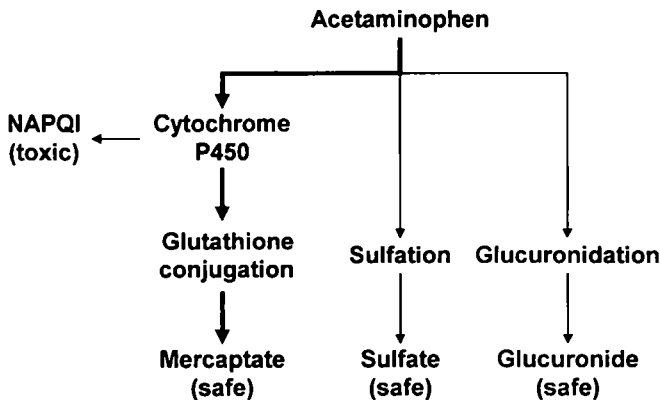 Acetaminophen
NAPQI
(toxic)
Cytochrome
P450
Glutathione
conjugation
Sulfation
Glucuronidation
Mercaptate
(safe)
Sulfate
(safe)
Glucuronide
(safe)